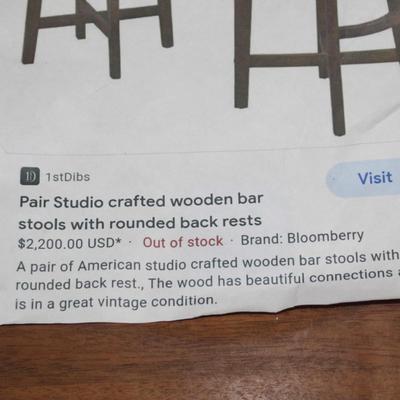 1stDibs
Visit
Pair Studio crafted wooden bar
stools with rounded back rests
$2,200.00 USD* · Out of stock · Brand: Bloomberry
A pair of American studio crafted wooden bar stools with
rounded back rest., The wood has beautiful connections
is in a great vintage condition.